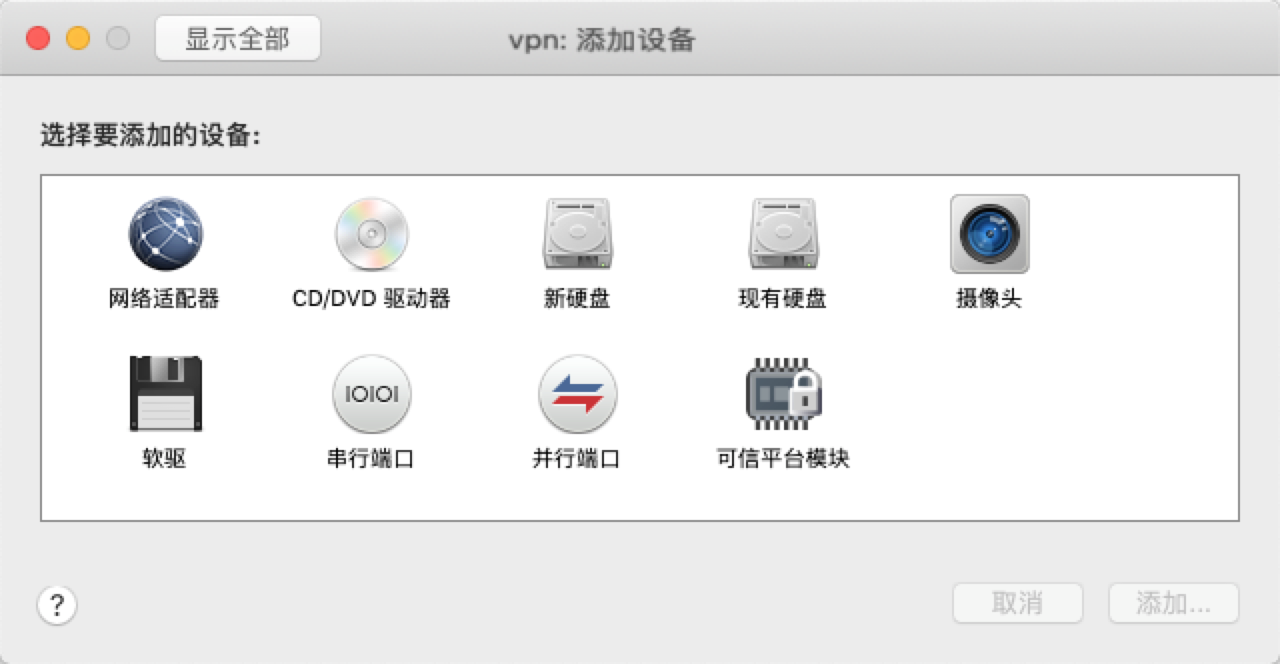 显示全部
vpn: 添加设备
选择要添加的设备:
网络适配器
CD/DVD 驱动器
新硬盘
现有硬盘
摄像头
软驱
IOIOI
串行端口
并行端口
可信平台模块
?
取消
添加...